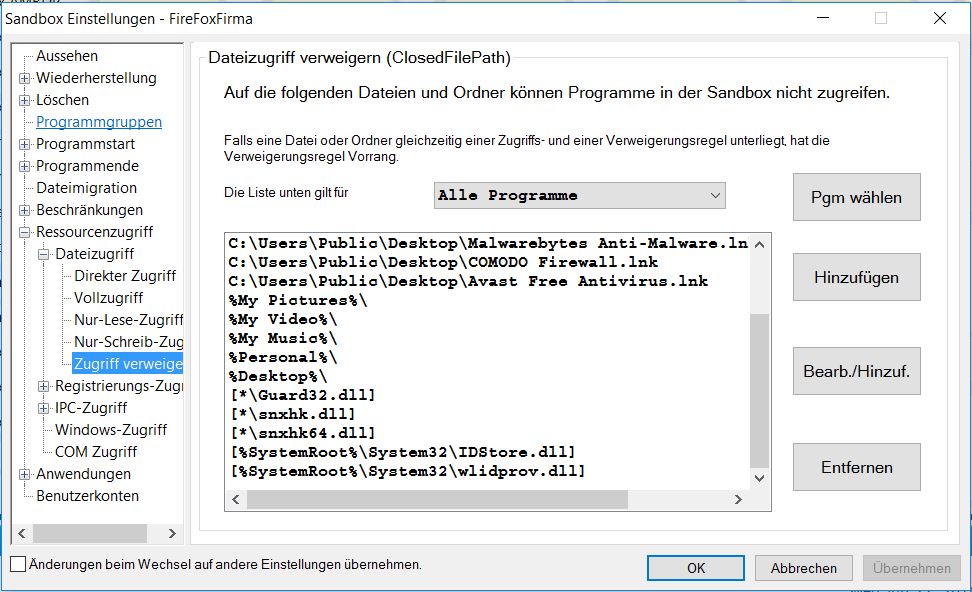 Sandbox Einstellungen - FireFoxFirma
Aussehen
Wiederherstellung
Löschen
Programmgruppen
Programmstart
Programmende
Dateimigration
Beschränkungen
Ressourcenzugriff
Dateizugriff
Direkter Zugriff
Vollzugriff
Nur-Lese-Zugriff
Nur-Schreib-Zug
Zugriff verweige
Registrierungs-Zugr
IPC-Zugriff
Windows-Zugriff
COM Zugriff
Anwendungen
Benutzerkonten
Dateizugriff verweigern (ClosedFilePath)
Auf die folgenden Dateien und Ordner können Programme in der Sandbox nicht zugreifen.
Falls eine Datei oder Ordner gleichzeitig einer Zugriffs- und einer Verweigerungsregel unterliegt, hat die
Verweigerungsregel Vorrang.
Die Liste unten gilt für
Alle Programme
Pgm wählen
C:\Users\Public\Desktop\Malwarebytes Anti-Malware.ln
C:\Users\Public\Desktop\COMODO Firewall.lnk
C:\Users\Public\Desktop\Avast Free Antivirus.lnk
%My Pictures%\
%My Video%\
%My Music%\
%Personal%\
%Desktop%\
[*\Guard32.dll]
[*\snxhk.dll]
[*\snxhk64.dll]
[%SystemRoot%\System32\IDStore.dll]
[%SystemRoot%\System32\wlidprov.dll]
Hinzufügen
Bearb./Hinzuf.
Entfernen
Änderungen beim Wechsel auf andere Einstellungen übernehmen.
OK
Abbrechen
Übernehmen